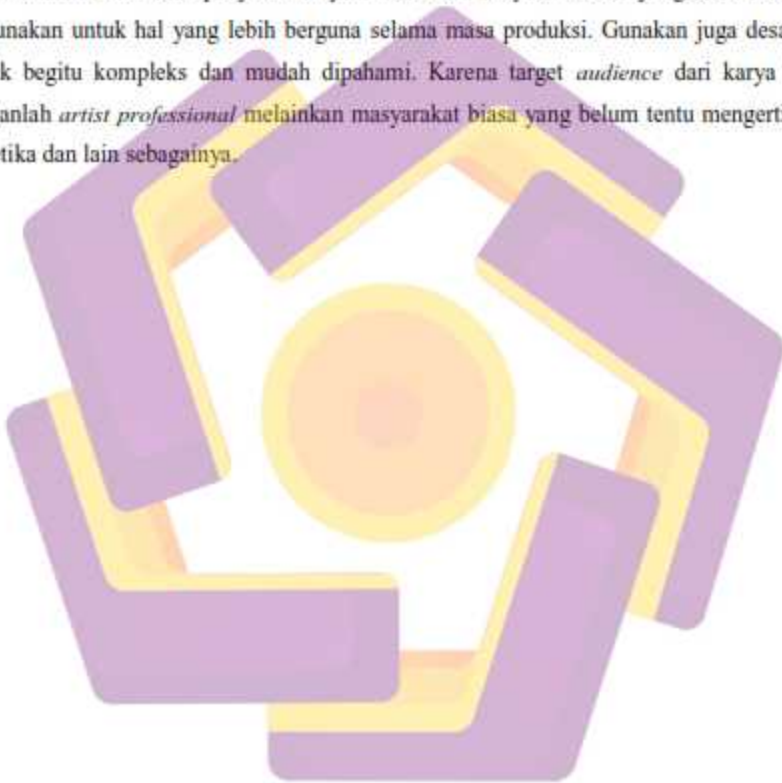 unakan untuk hal yang lebih berguna selama masa produksi. Gunakan juga desa
k begitu kompleks dan mudah dipahami. Karena target audience dari karya
anlah artist professional melainkan masyarakat biasa yang belum tentu mengerti
tika dan lain sebagainya.